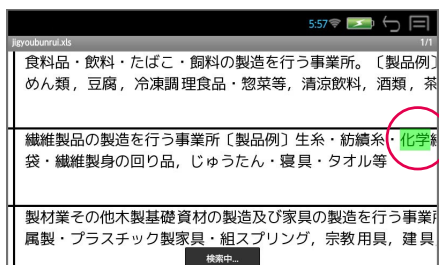 5:57
jigyoubunrui.xls 1/1
食料品・飲料・たばこ・飼料の製造を行う事業所。〔製品例〕
めん類，豆腐，冷凍調理食品・惣菜等，清涼飲料，酒類，茶
繊維製品の製造を行う事業所〔製品例〕生糸・紡績糸・化学
袋・繊維製身の回り品，じゅうたん・寝具・タオル等
製材業その他木製基礎資材の製造及び家具の製造を行う事業所
属製・プラスチック製家具・組スプリング，宗教用具，建具
検索中...